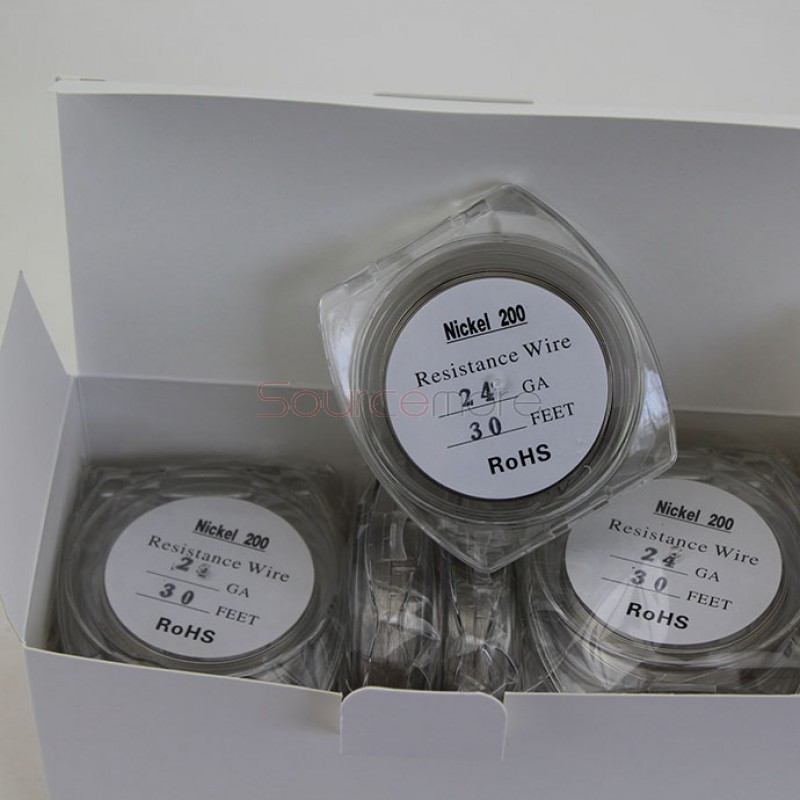 Nickel 200
Resistance Wire
24 GA
30 FEET
RoHS
Sourcemore
Nickel 200
Resistance Wire
GA
30 FEET
RoHS
Nickel 200
Resistance Wire
24 GA
30 FEET
RoHS